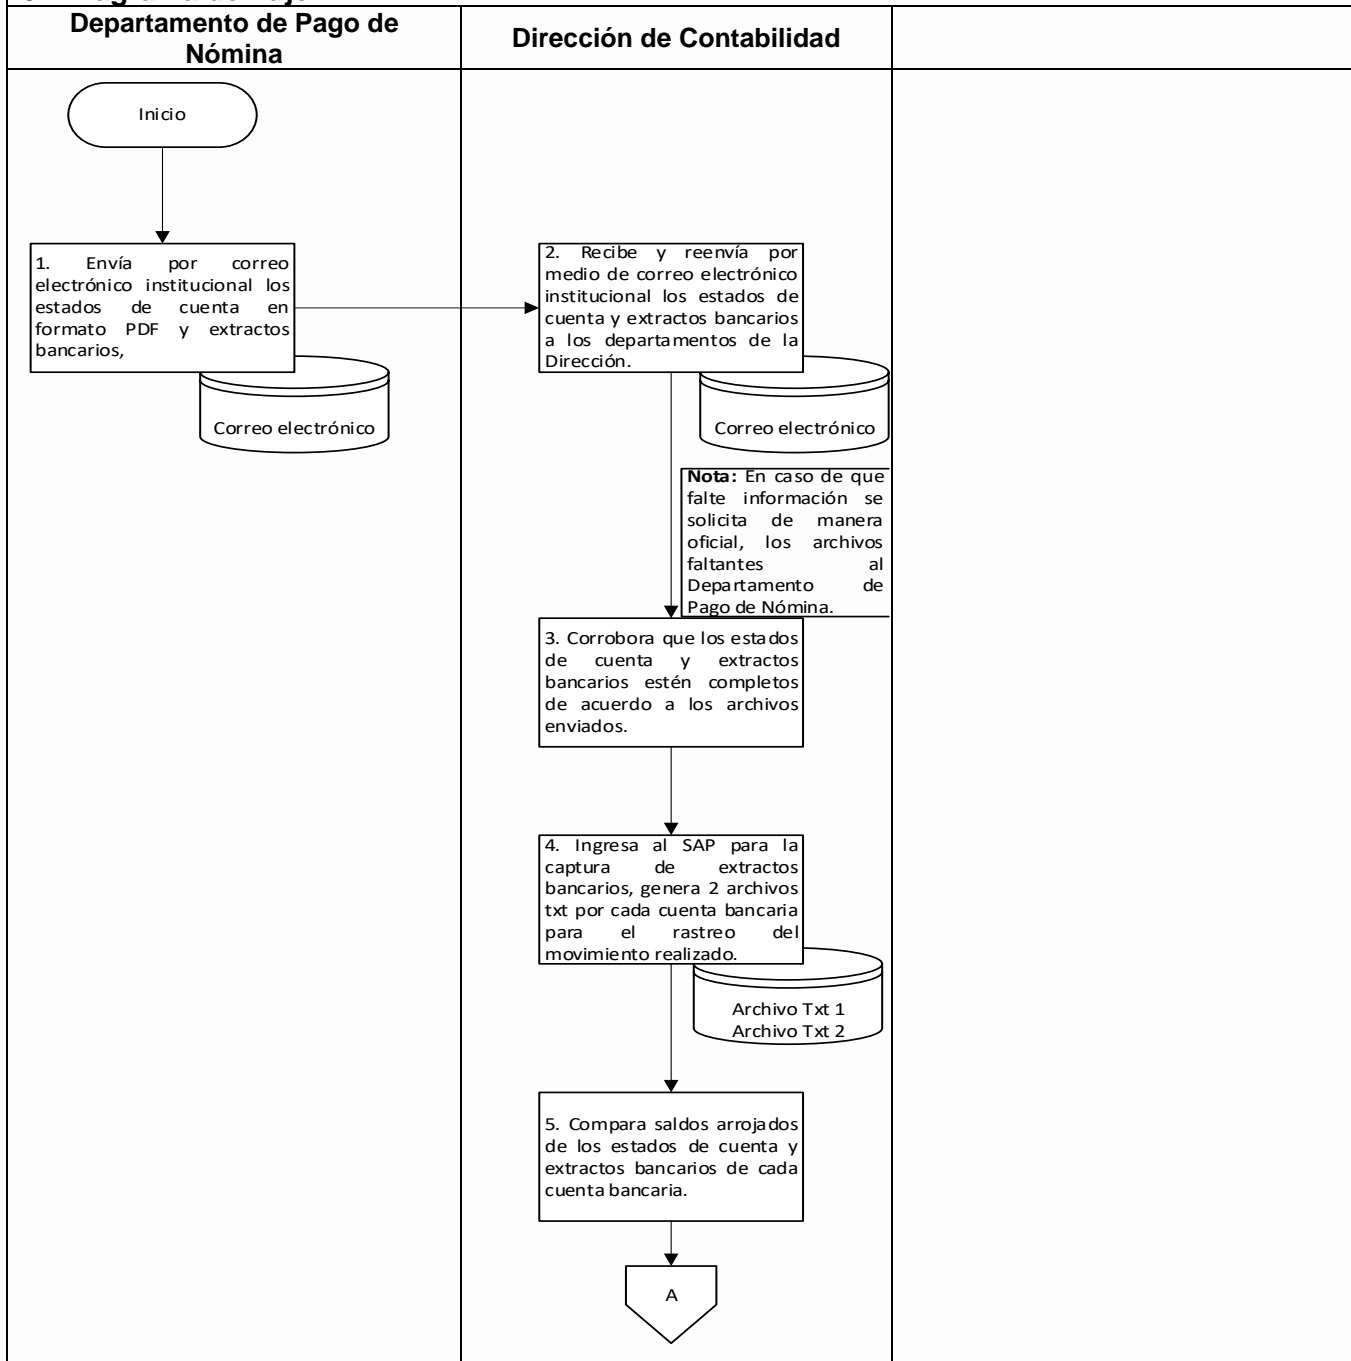 Departamento de Pago de
Nómina
Dirección de Contabilidad
Inicio
1. Envía por correo
electrónico institucional los
estados de cuenta en
formato PDF y extractos
bancarios,
Correo electrónico
2. Recibe y reenvía por
medio de correo electrónico
institucional los estados de
cuenta y extractos bancarios
a los departamentos de la
Dirección.
Correo electrónico
Nota: En caso de que
falte información se
solicita de manera
oficial, los archivos
faltantes al
Departamento de
Pago de Nómina.
3. Corrobora que los estados
de cuenta y extractos
bancarios estén completos
de acuerdo a los archivos
enviados.
4. Ingresa al SAP para la
captura de extractos
bancarios, genera 2 archivos
txt por cada cuenta bancaria
para el rastreo del
movimiento realizado.
Archivo Txt 1
Archivo Txt 2
5. Compara saldos arrojados
de los estados de cuenta y
extractos bancarios de cada
cuenta bancaria.
A